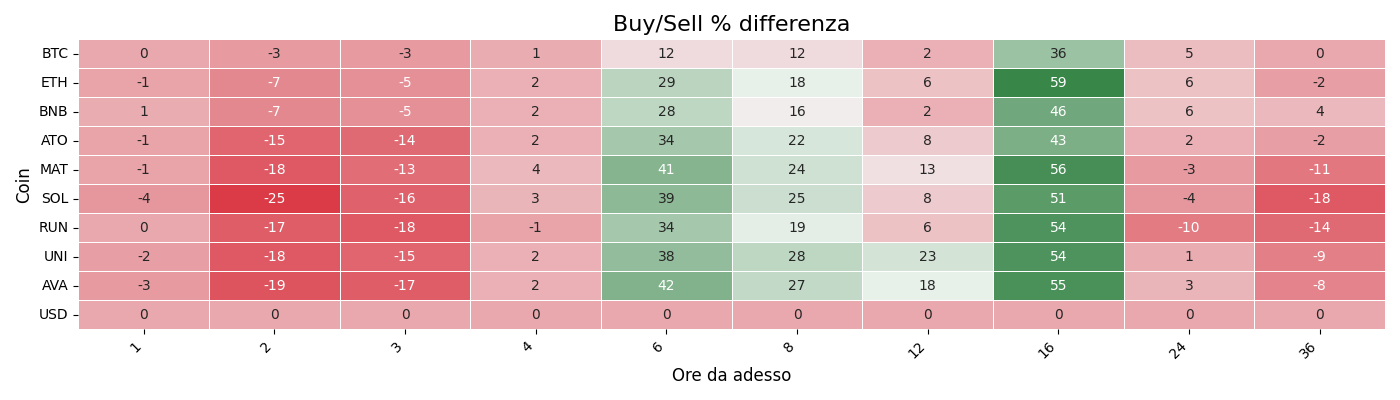 Buy/Sell % differenza
BTC 0 -3 -3 1 12 12 2 36 5 0
ETH -1 -7 -5 2 29 18 6 59 6 -2
BNB 1 -7 -5 2 28 16 2 46 6 4
ATO -1 -15 -14 2 34 22 8 43 2 -2
MAT -1 -18 -13 4 41 24 13 56 -3 -11
SOL -4 -25 -16 3 39 25 8 51 -4 -18
RUN 0 -17 -18 -1 34 19 6 54 -10 -14
UNI -2 -18 -15 2 38 28 23 54 1 -9
AVA -3 -19 -17 2 42 27 18 55 3 -8
USD 0 0 0 0 0 0 0 0 0 0
Coin
1 2 3 4 6 8 12 16 24 36
Ore da adesso